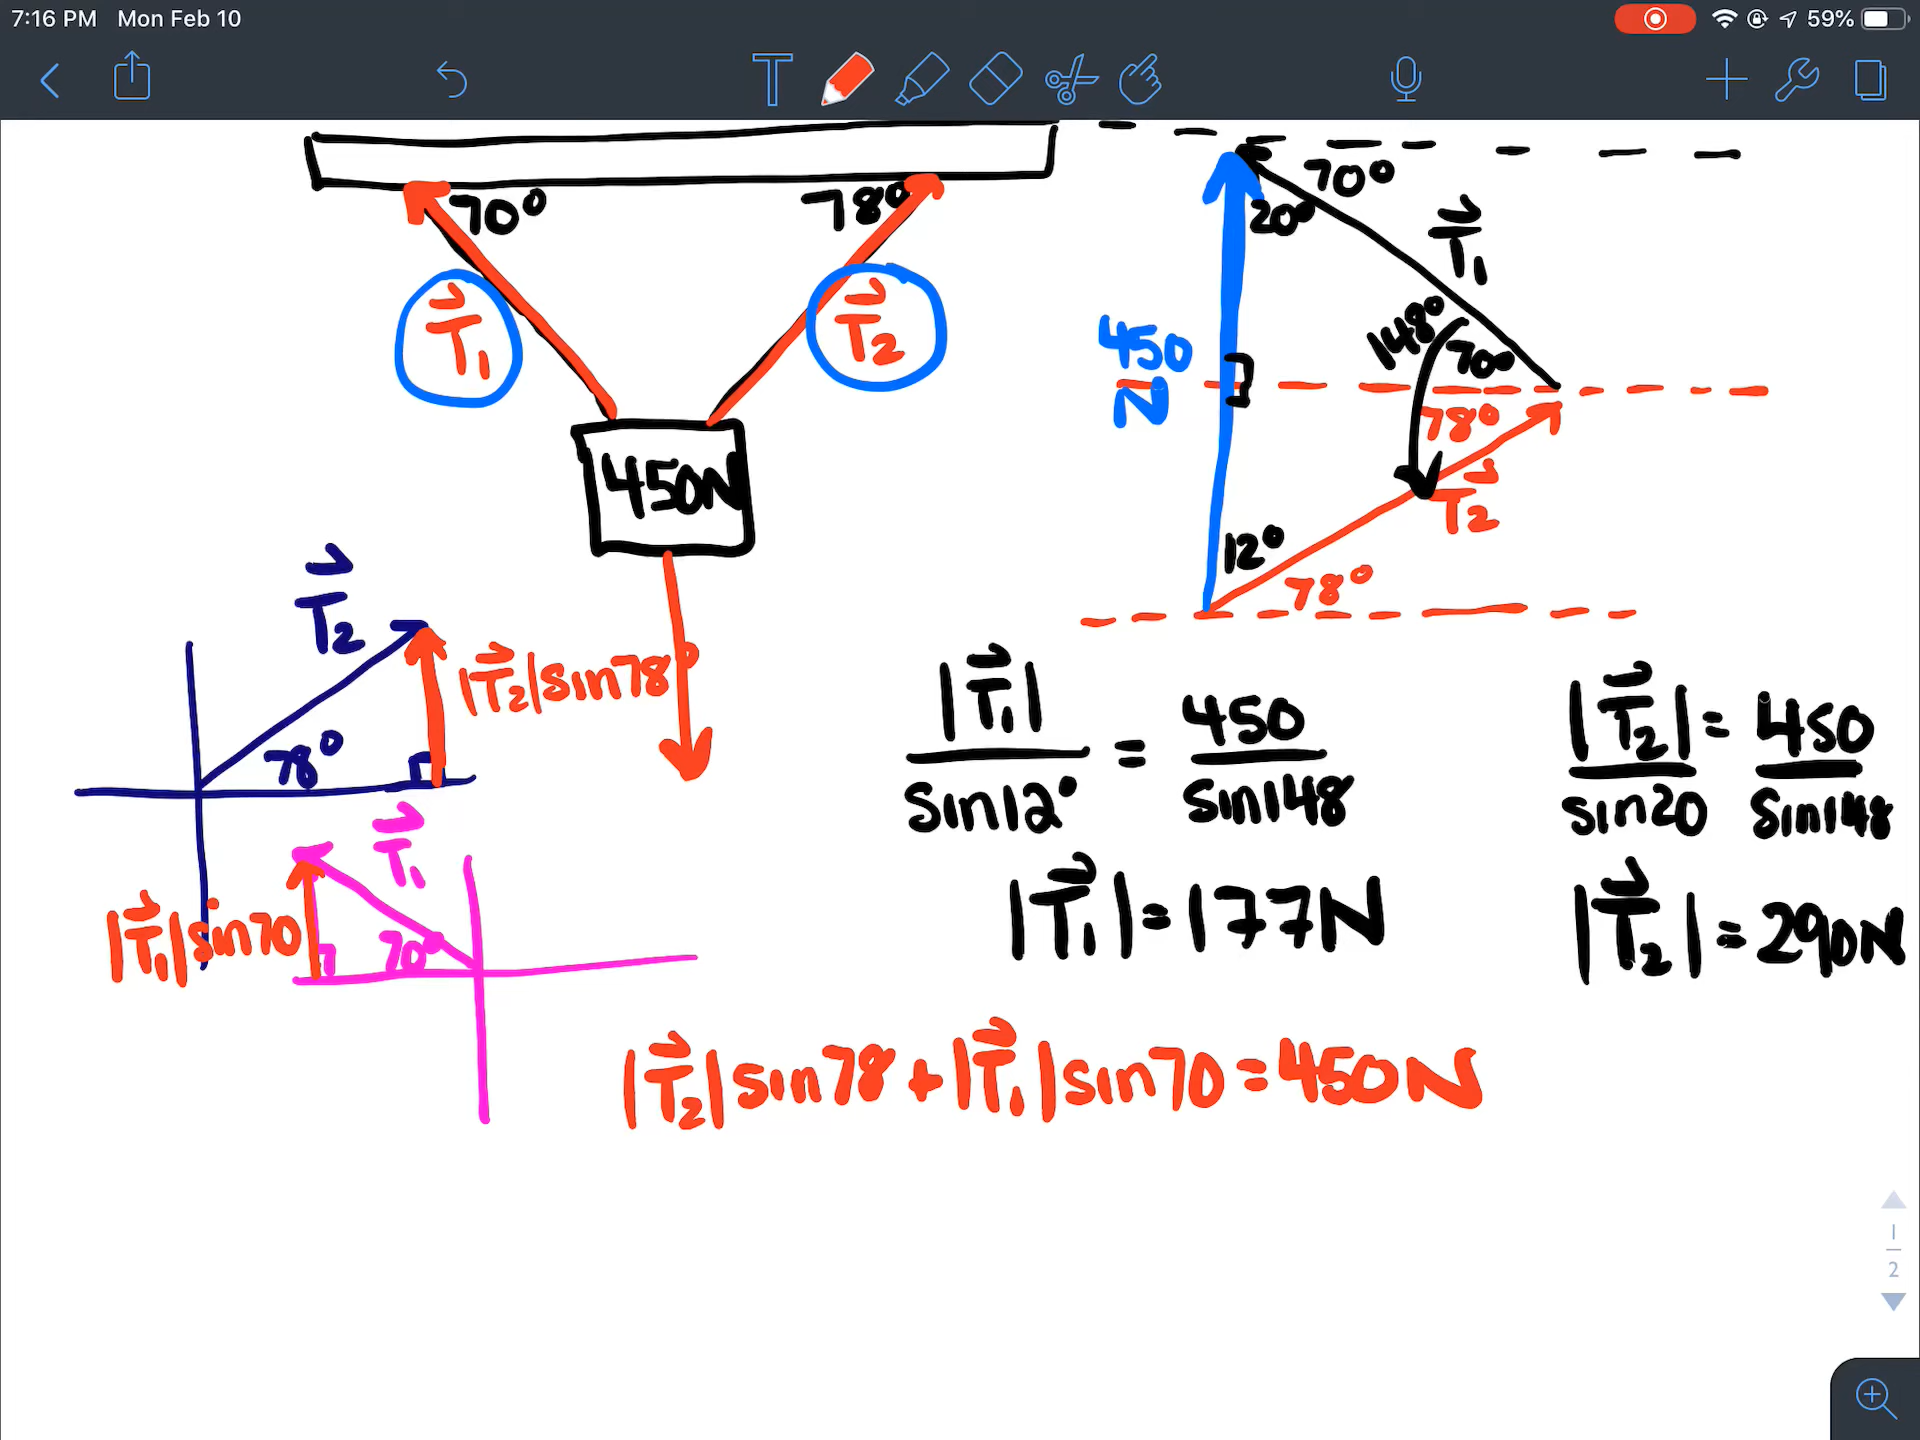 7:16 PM Mon Feb 10
59%
T
70° 78°
T₁ T₂
450N
70°
20°
T₁
148°
70°
450
N
78°
T₂
12°
78°
T₂
|T₂|sin78°
78°
T₁
|T₁|sin70
70°
|T₁| / sin12° = 450 / sin148
|T₁|=177N
|T₂| / sin20 = 450 / sin148
|T₂|=290N
|T₂|sin78+|T₁|sin70=450N
1
2